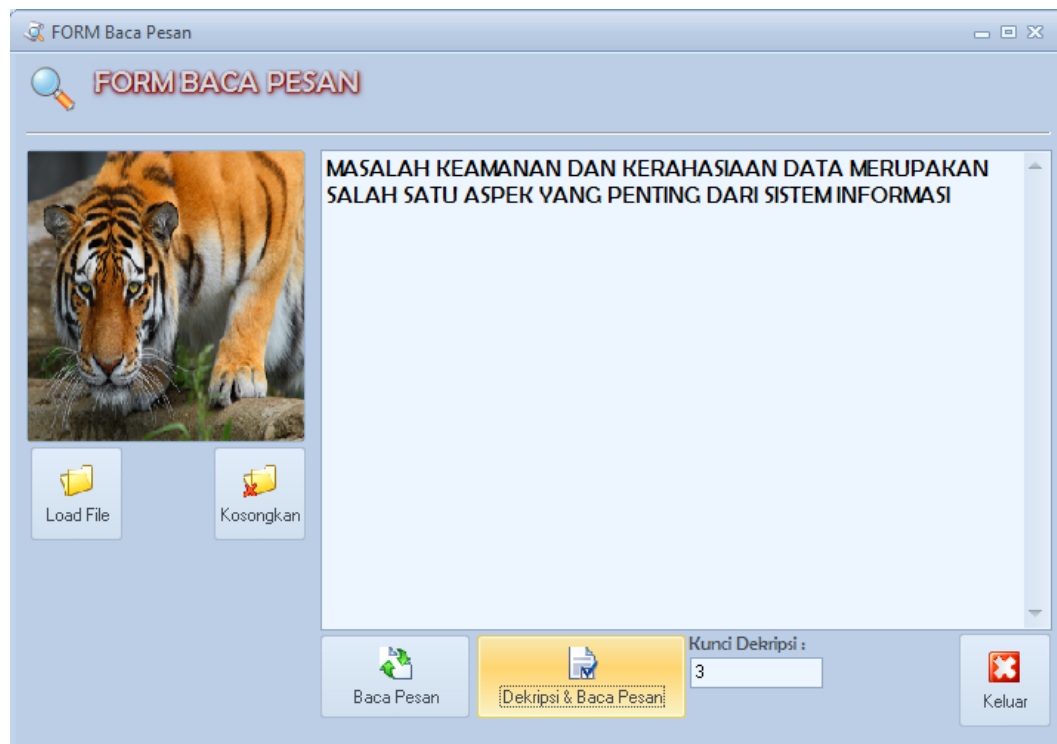 FORM Baca Pesan
FORM BACA PESAN
MASALAH KEAMANAN DAN KERAHASIAAN DATA MERUPAKAN
SALAH SATU ASPEK YANG PENTING DARI SISTEM INFORMASI
Load File
Kosongkan
Baca Pesan
Dekripsi & Baca Pesan
Kunci Dekripsi :
3
Keluar